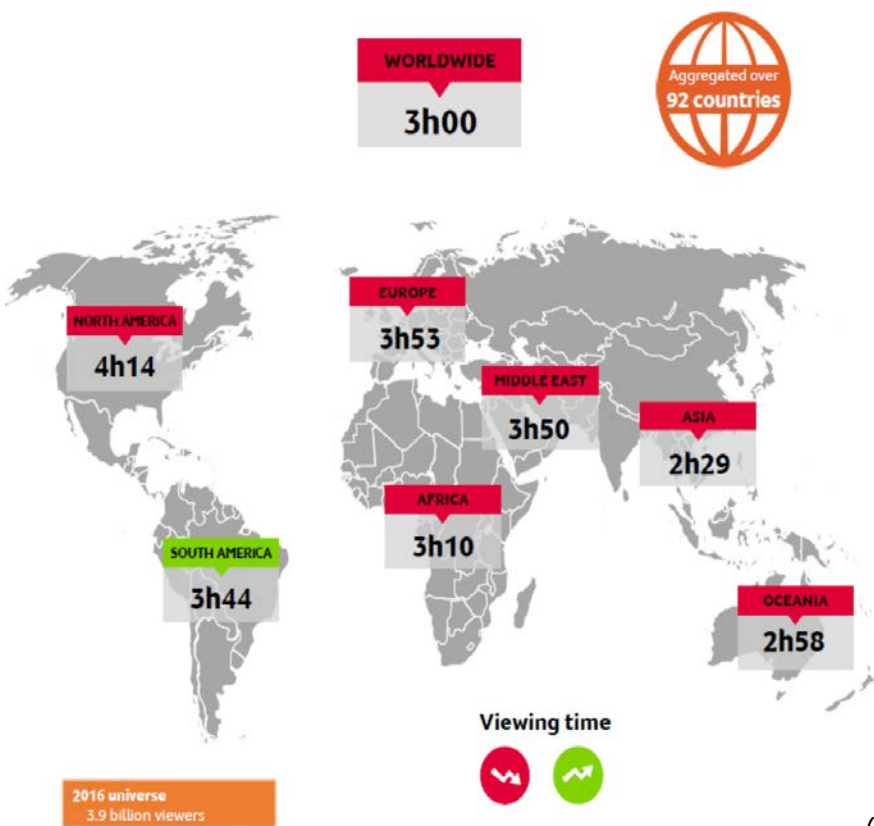 WORLDWIDE
3h00
Aggregated over
92 countries
NORTH AMERICA
4h14
EUROPE
3h53
MIDDLE EAST
3h50
ASIA
2h29
AFRICA
3h10
SOUTH AMERICA
3h44
OCEANIA
2h58
Viewing time
2016 universe
3.9 billion viewers